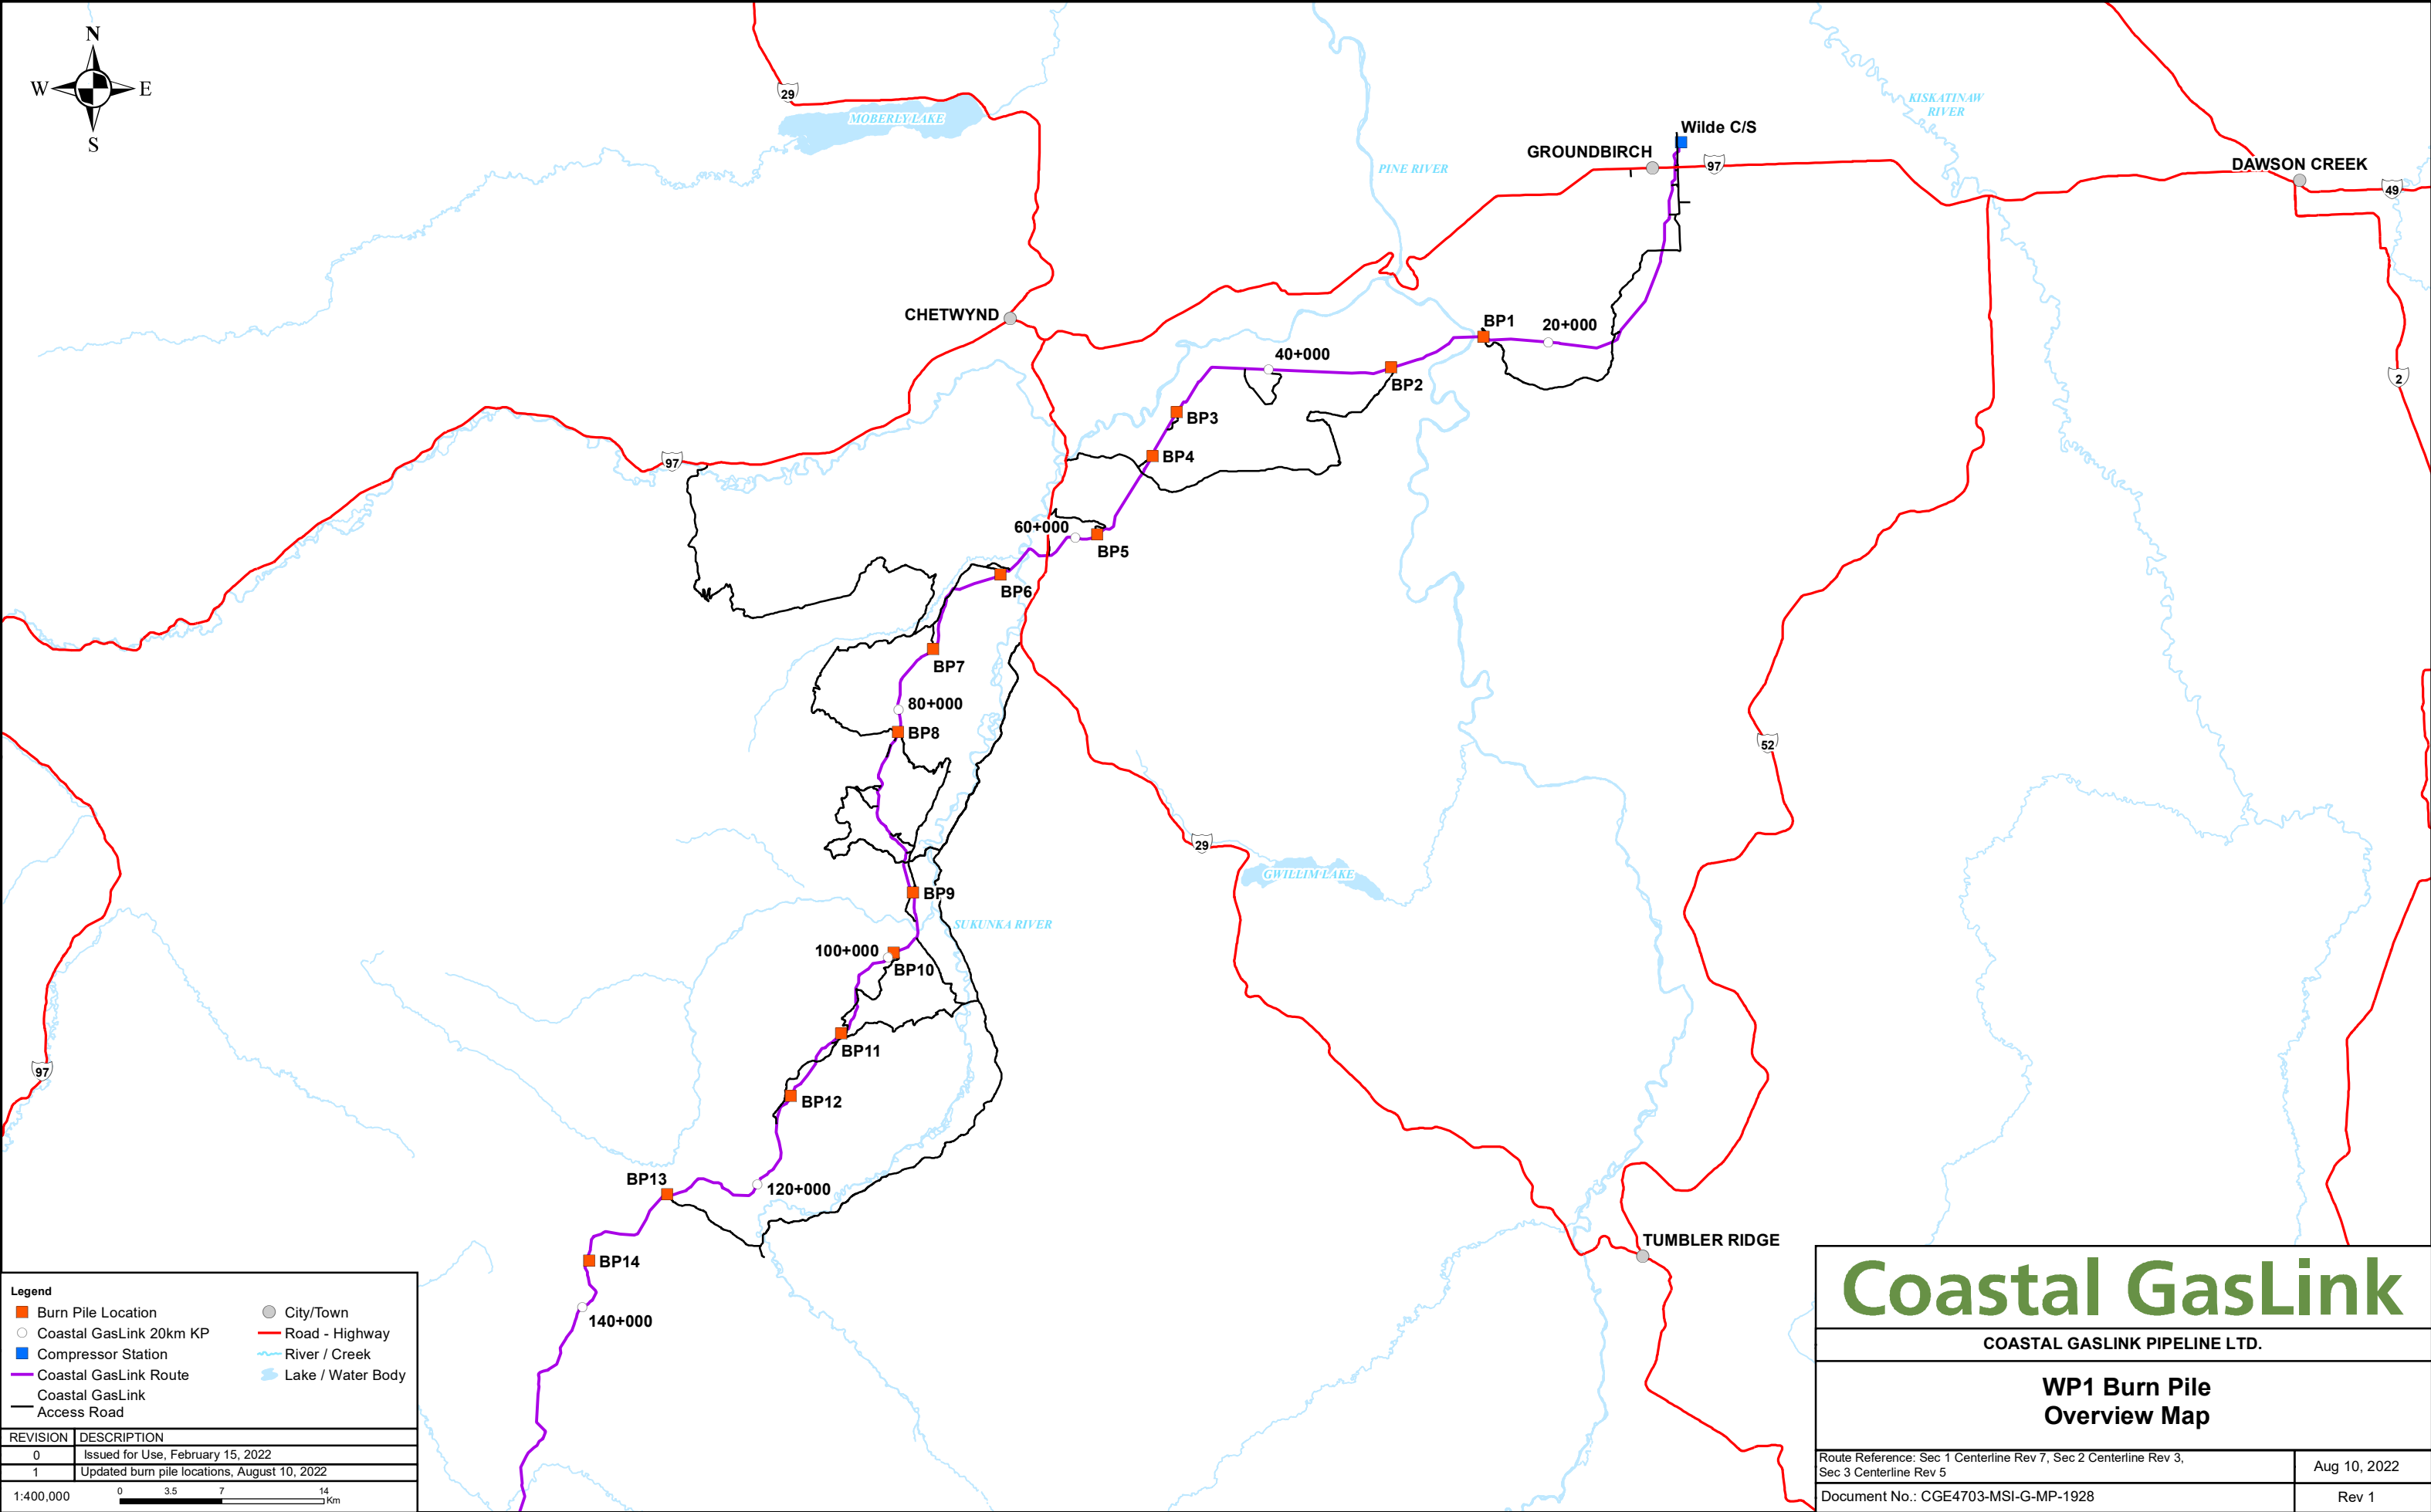 N
W
E
S
29
MOBERLY LAKE
KISKATINAW
RIVER
Wilde C/S
GROUNDBIRCH
97
PINE RIVER
DAWSON CREEK
49
CHETWYND
BP1
20+000
40+000
BP2
2
BP3
BP4
97
60+000
BP5
BP6
BP7
80+000
BP8
52
29
GWILLIM LAKE
BP9
SUKUNKA RIVER
100+000
BP10
BP11
97
BP12
BP13
120+000
TUMBLER RIDGE
BP14
140+000
Legend
Burn Pile Location
Coastal GasLink 20km KP
Compressor Station
Coastal GasLink Route
Coastal GasLink
Access Road
City/Town
Road - Highway
River / Creek
Lake / Water Body
REVISION DESCRIPTION
0 Issued for Use, February 15, 2022
1 Updated burn pile locations, August 10, 2022
1:400,000
0 3.5 7 14
Km
Coastal GasLink
COASTAL GASLINK PIPELINE LTD.
WP1 Burn Pile
Overview Map
Route Reference: Sec 1 Centerline Rev 7, Sec 2 Centerline Rev 3,
Sec 3 Centerline Rev 5
Aug 10, 2022
Document No.: CGE4703-MSI-G-MP-1928
Rev 1